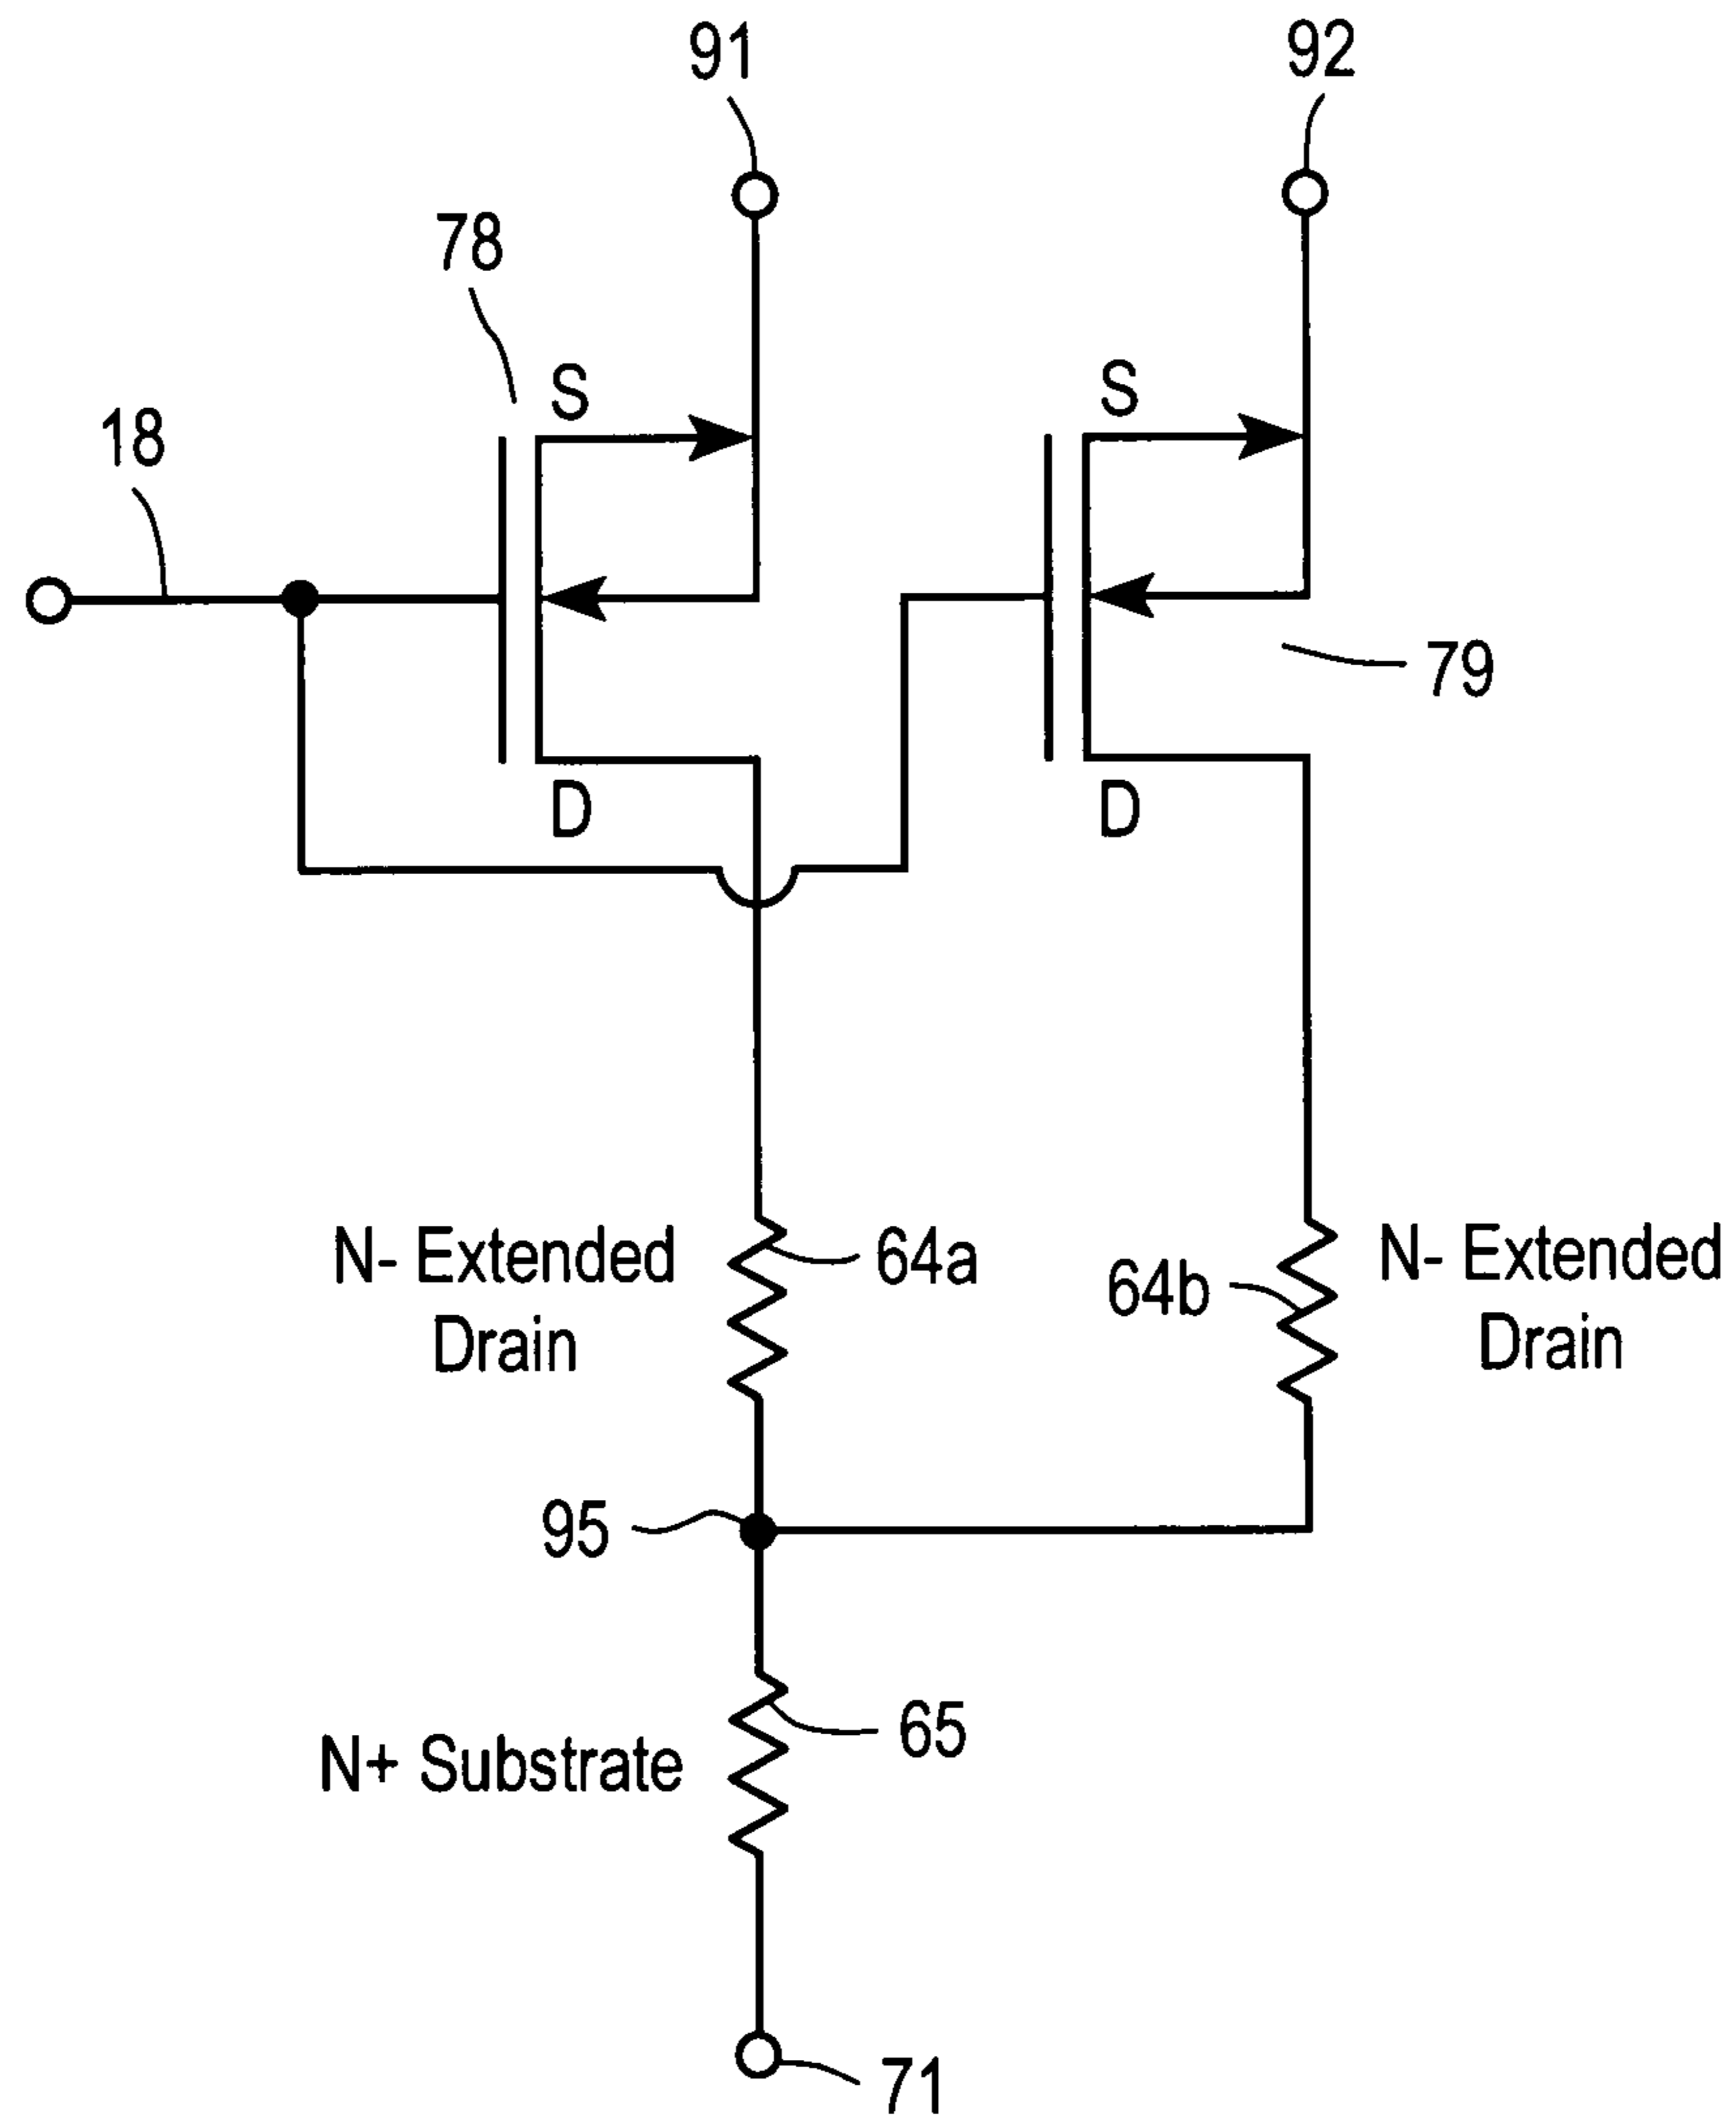 91
92
78
S
S
18
79
D
D
N- Extended
Drain
64a
64b
N- Extended
Drain
95
65
N+ Substrate
71